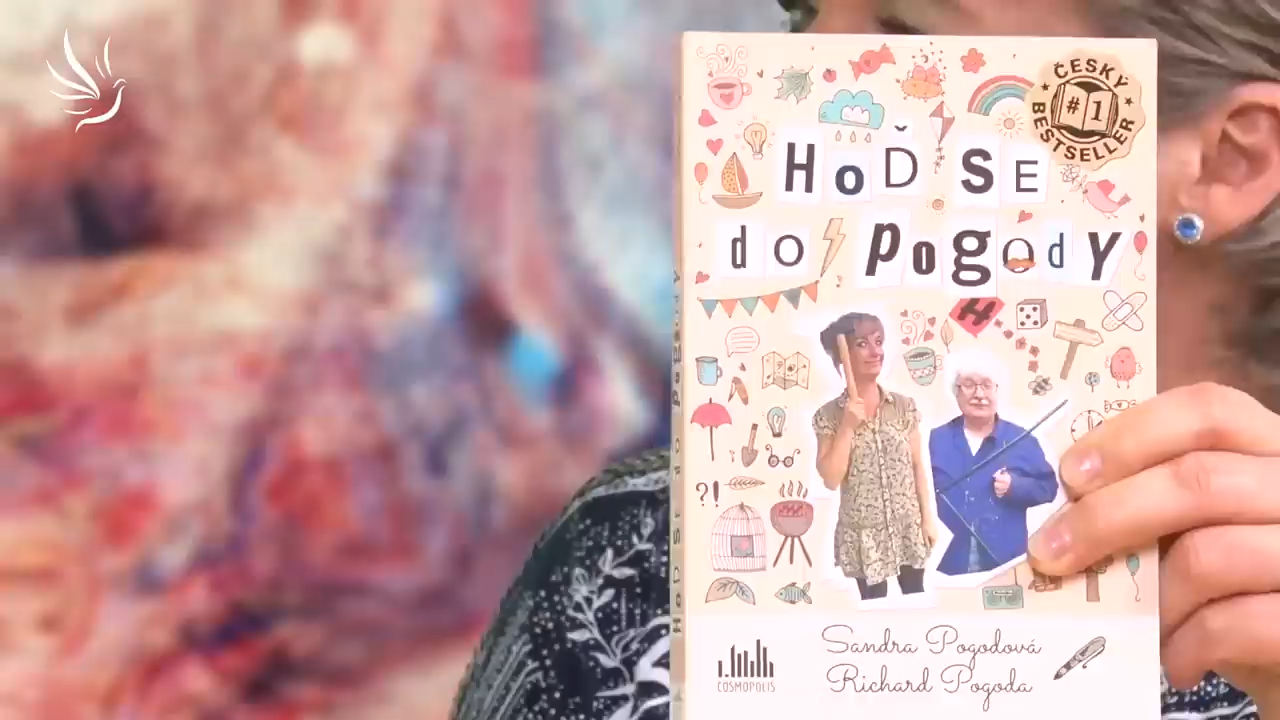 ČESKÝ
#1
BESTSELLER
HoĎ SE
do pogodY
H
?!
COSMOPOLIS
Sandra Pogodová
Richard Pogoda
HoĎ SE do pogodY